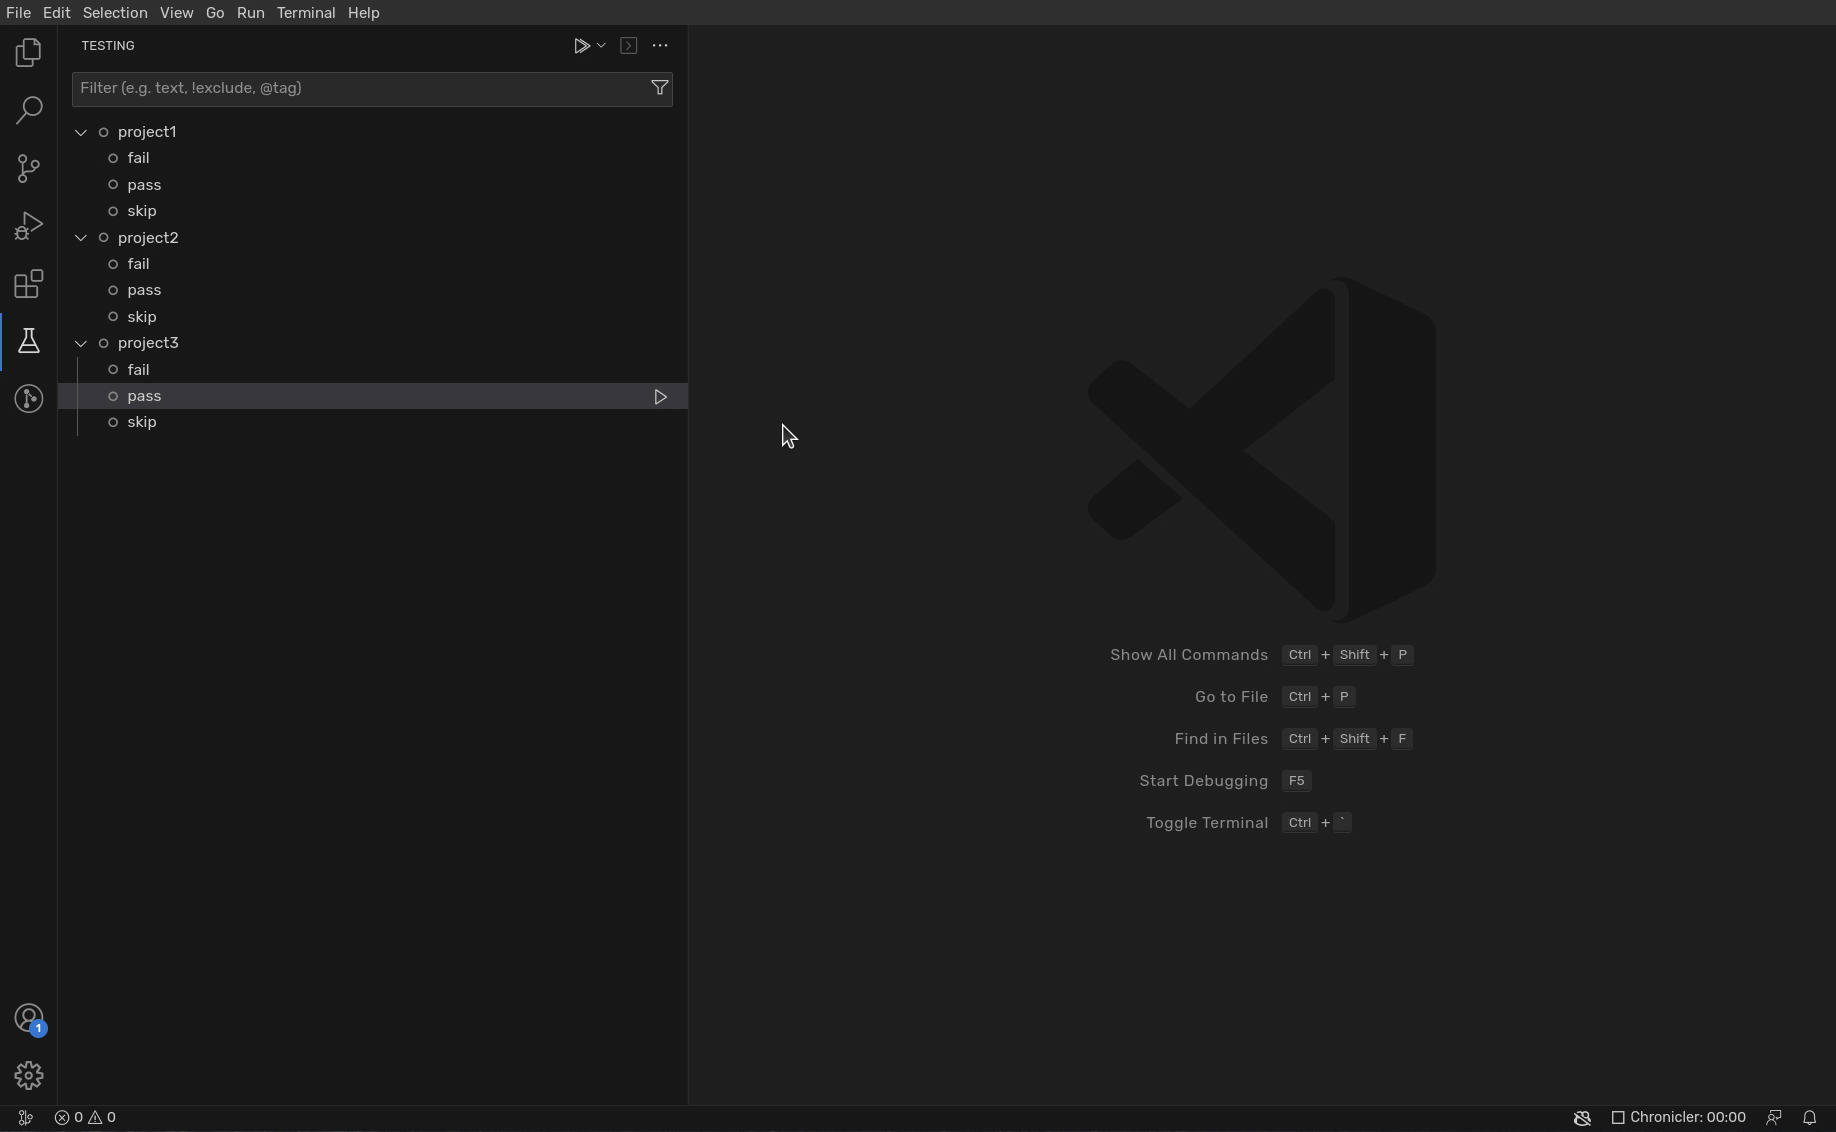 File Edit Selection View Go Run Terminal Help
TESTING
Filter (e.g. text, !exclude, @tag)
project1
fail
pass
skip
project2
fail
pass
skip
project3
fail
pass
skip
Show All Commands Ctrl + Shift + P
Go to File Ctrl + P
Find in Files Ctrl + Shift + F
Start Debugging F5
Toggle Terminal Ctrl + `
1
0 0 Chronicler: 00:00